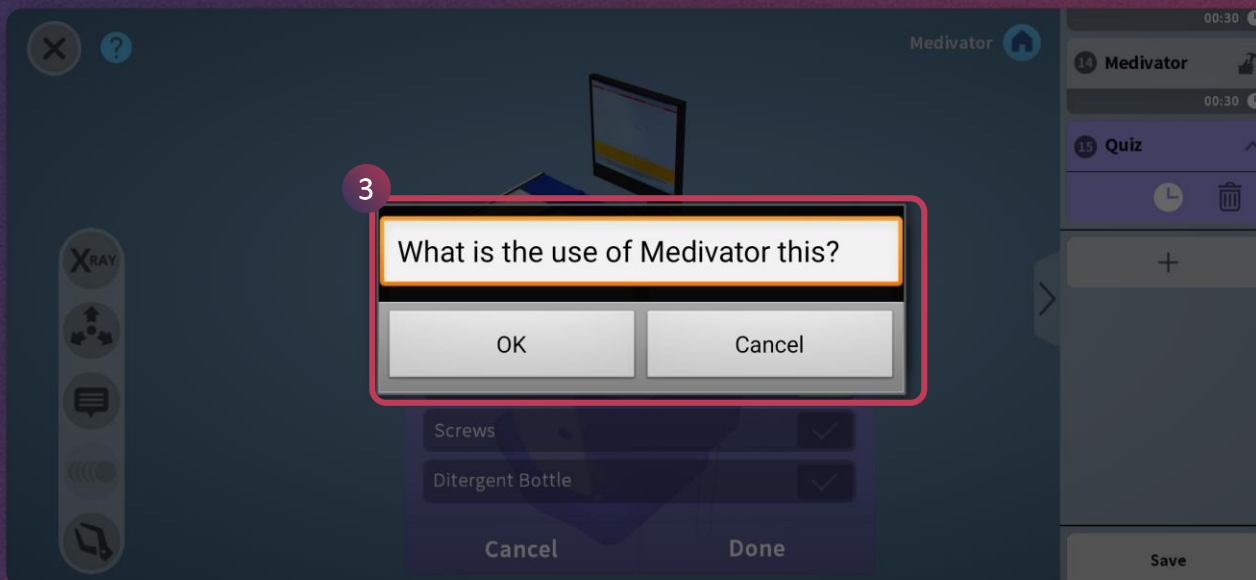 ?
Medivator
00:30
14 Medivator
00:30
15 Quiz
3
What is the use of Medivator this?
OK
Cancel
XRAY
+
Screws
Ditergent Bottle
Cancel
Done
Save